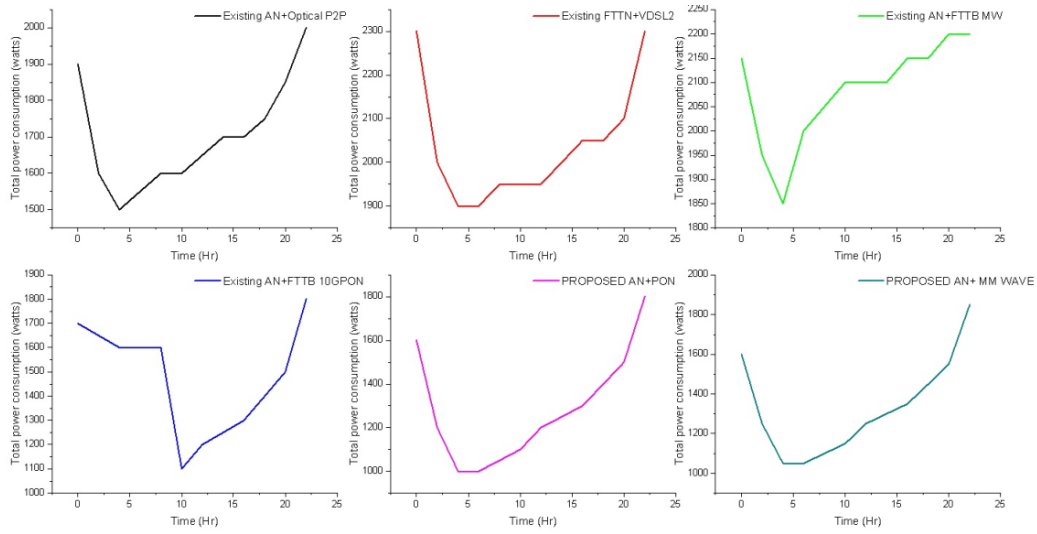 Existing AN+Optical P2P
Total power consumption (watts)
2000
1900
1800
1700
1600
1500
0 5 10 15 20 25
Time (Hr)
Existing FTTN+VDSL2
Total power consumption (watts)
2300
2200
2100
2000
1900
0 5 10 15 20 25
Time (Hr)
Existing AN+FTTB MW
Total power consumption (watts)
2250
2200
2150
2100
2050
2000
1950
1900
1850
1800
0 5 10 15 20 25
Time (Hr)
Existing AN+FTTB 10GPON
Total power consumption (watts)
1900
1800
1700
1600
1500
1400
1300
1200
1100
1000
0 5 10 15 20 25
Time (Hr)
PROPOSED AN+PON
Total power consumption (watts)
1800
1600
1400
1200
1000
0 5 10 15 20 25
Time (Hr)
PROPOSED AN+ MM WAVE
Total power consumption (watts)
2000
1800
1600
1400
1200
1000
0 5 10 15 20 25
Time (Hr)